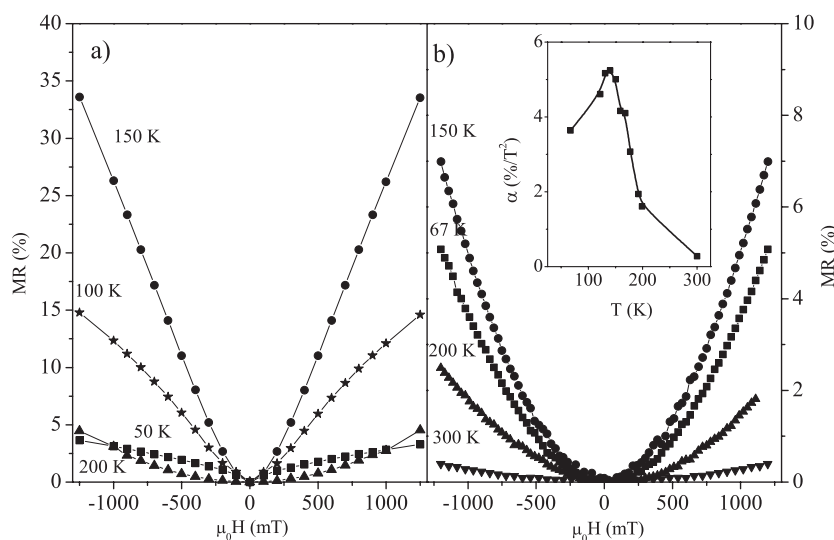 a)
MR (%)
40
35
30
25
20
15
10
5
0
150 K
100 K
50 K
200 K
-1000 -500 0 500 1000
μ₀H (mT)
b)
150 K
67 K
200 K
300 K
-1000 -500 0 500 1000
μ₀H (mT)
10
8
6
4
2
0
MR (%)
α (%/T²)
6
4
2
0
100 200 300
T (K)